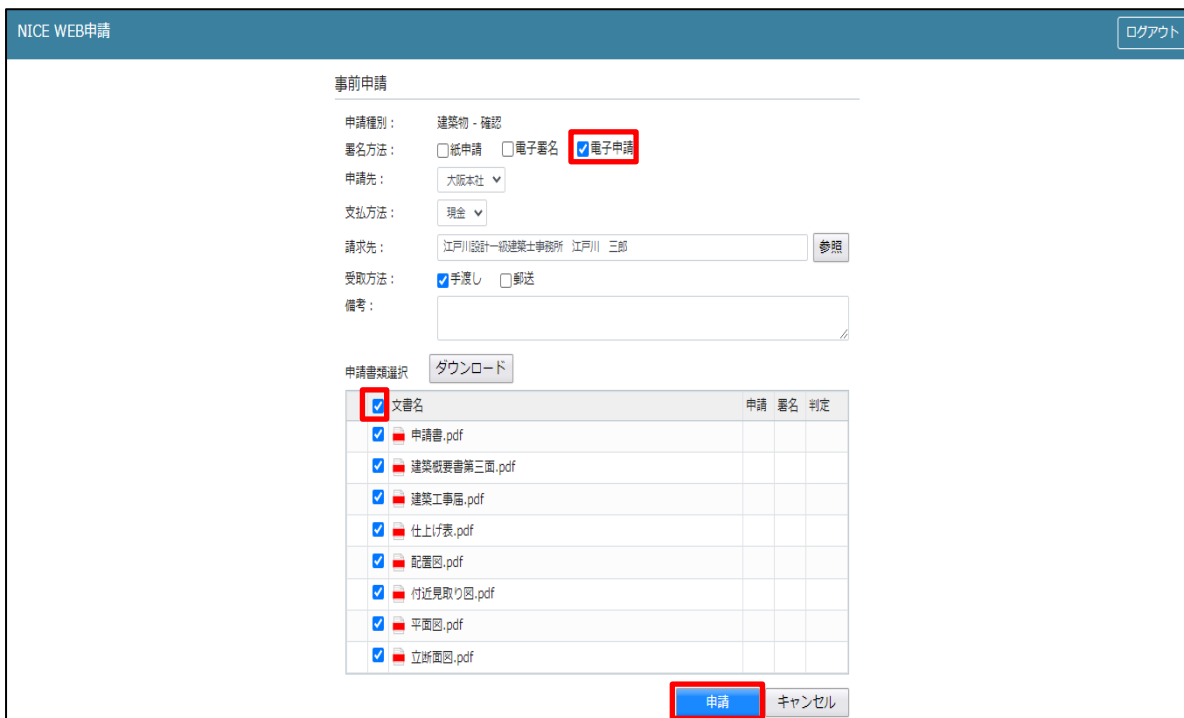 NICE WEB申請 ログアウト
事前申請
申請種別： 建築物 - 確認
署名方法： 紙申請 電子署名 電子申請
申請先： 大阪本社
支払方法： 現金
請求先： 江戸川設計一級建築士事務所 江戸川 三郎 参照
受取方法： 手渡し 郵送
備考：
申請書類選択 ダウンロード
文書名 申請 署名 判定
申請書.pdf
建築概要書第三面.pdf
建築工事届.pdf
仕上げ表.pdf
配置図.pdf
付近見取り図.pdf
平面図.pdf
立断面図.pdf
申請 キャンセル